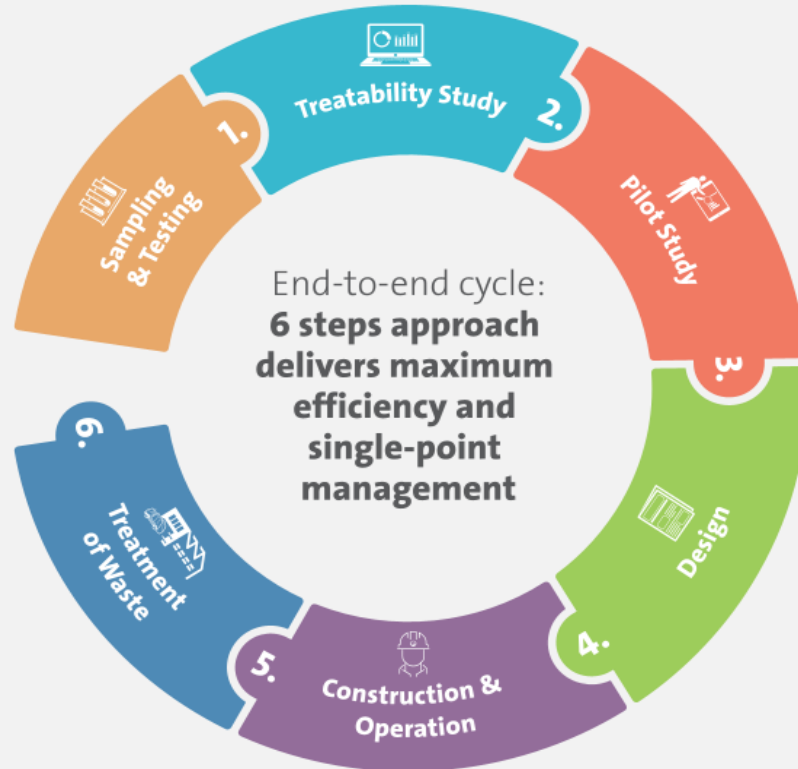 1.
Sampling
& Testing
2.
Treatability Study
3.
Pilot Study
4.
Design
5.
Construction &
Operation
6.
Treatment
of Waste
End-to-end cycle:
6 steps approach
delivers maximum
efficiency and
single-point
management